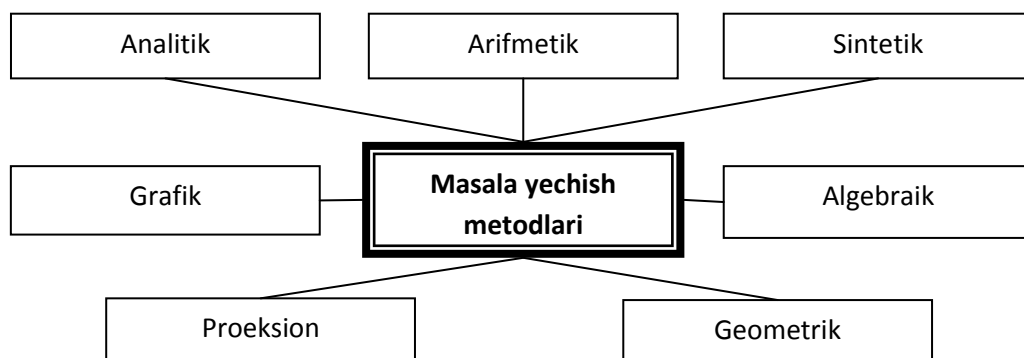 Analitik
Arifmetik
Sintetik
Grafik
Masala yechish
metodlari
Algebraik
Proeksion
Geometrik